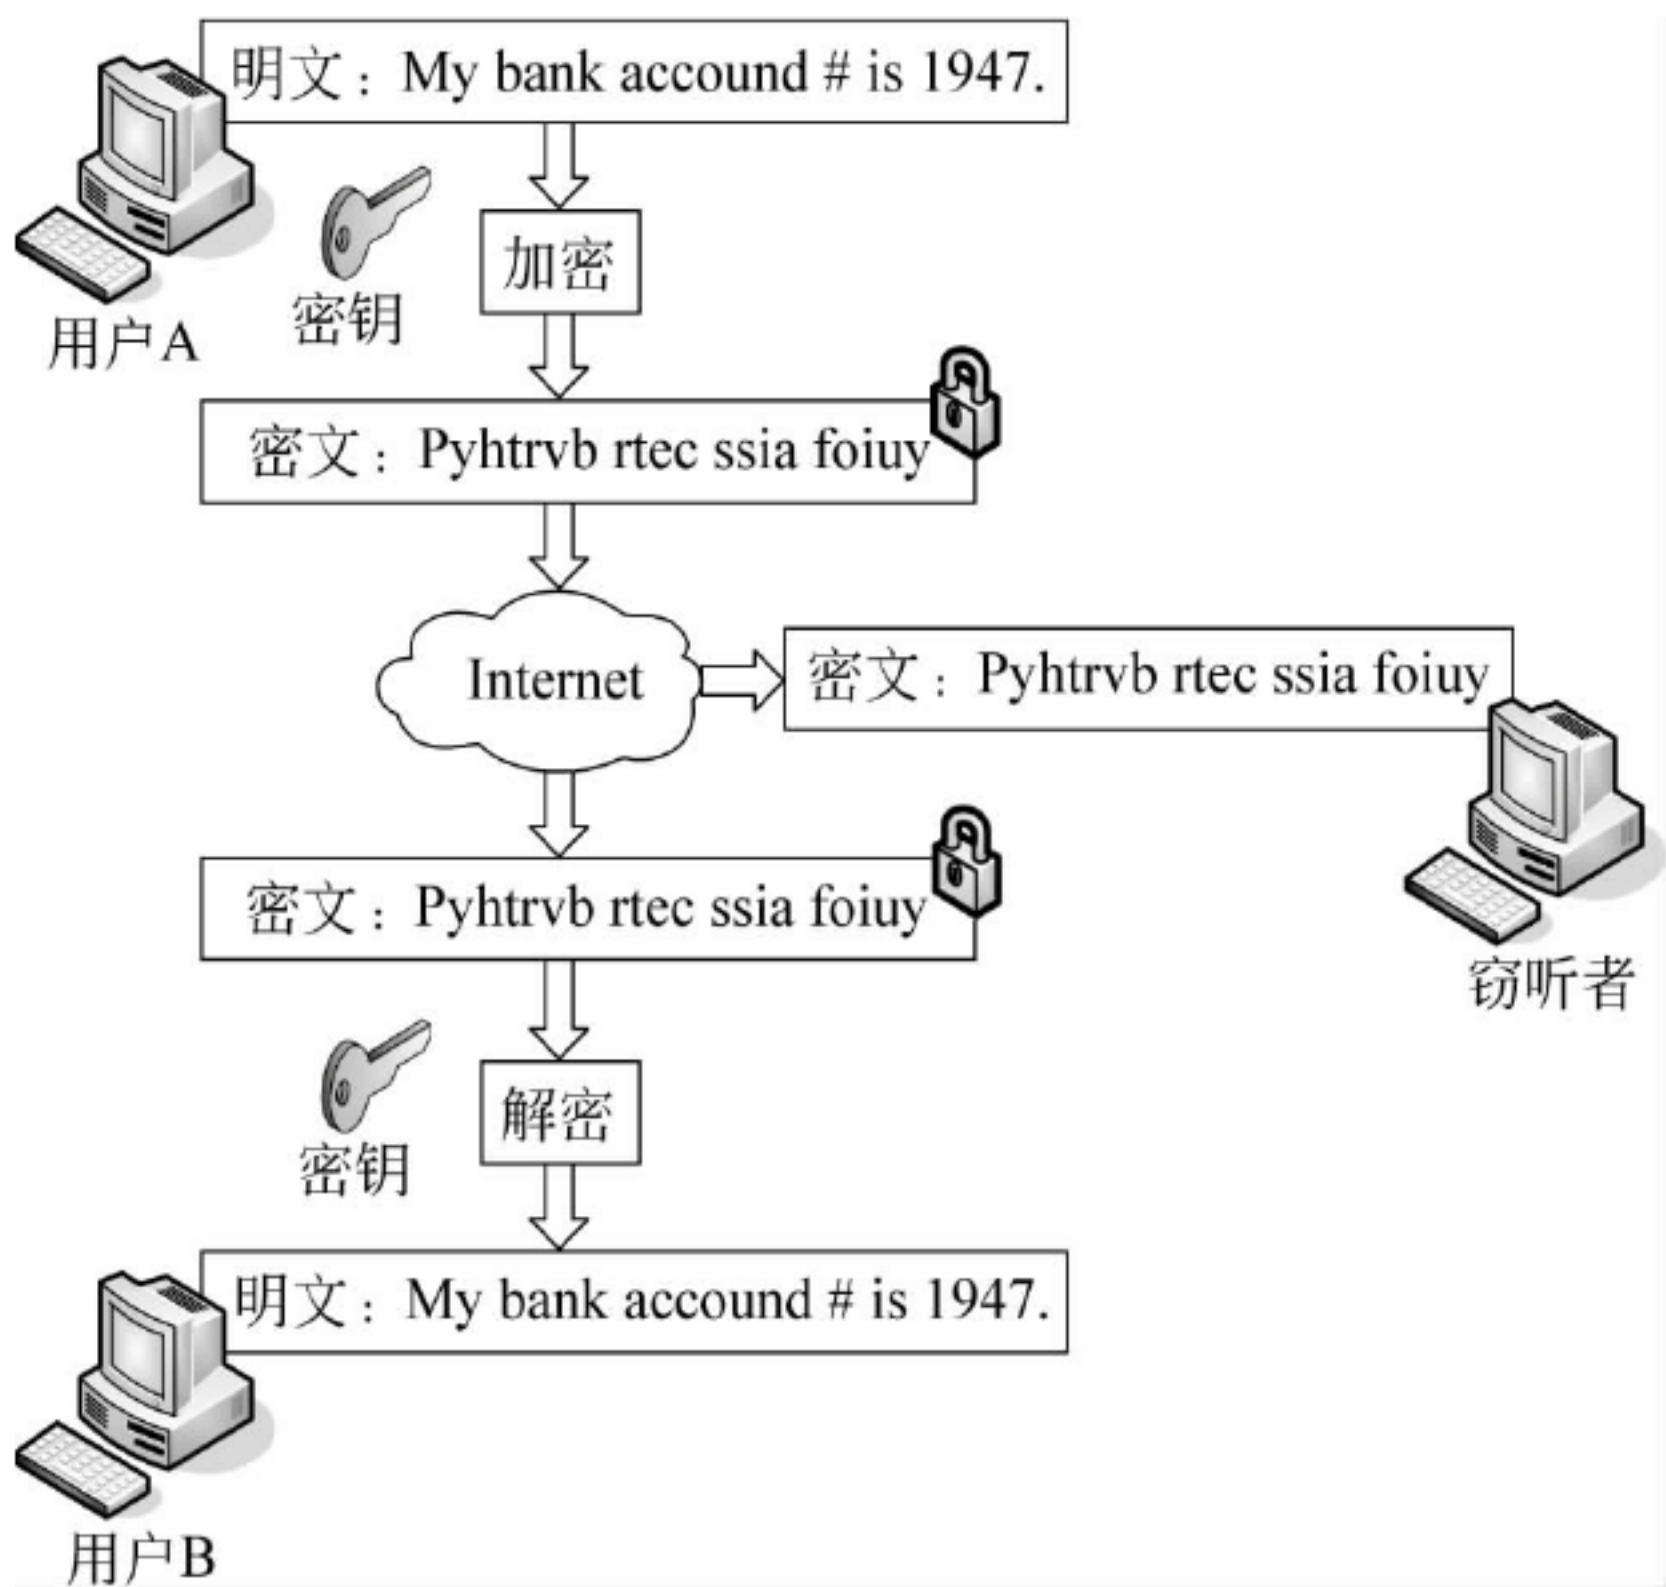 明文：My bank accound # is 1947.
加密
密钥
用户A
密文：Pyhtrvb rtec ssia foiuy
Internet
密文：Pyhtrvb rtec ssia foiuy
密文：Pyhtrvb rtec ssia foiuy
窃听者
解密
密钥
明文：My bank accound # is 1947.
用户B